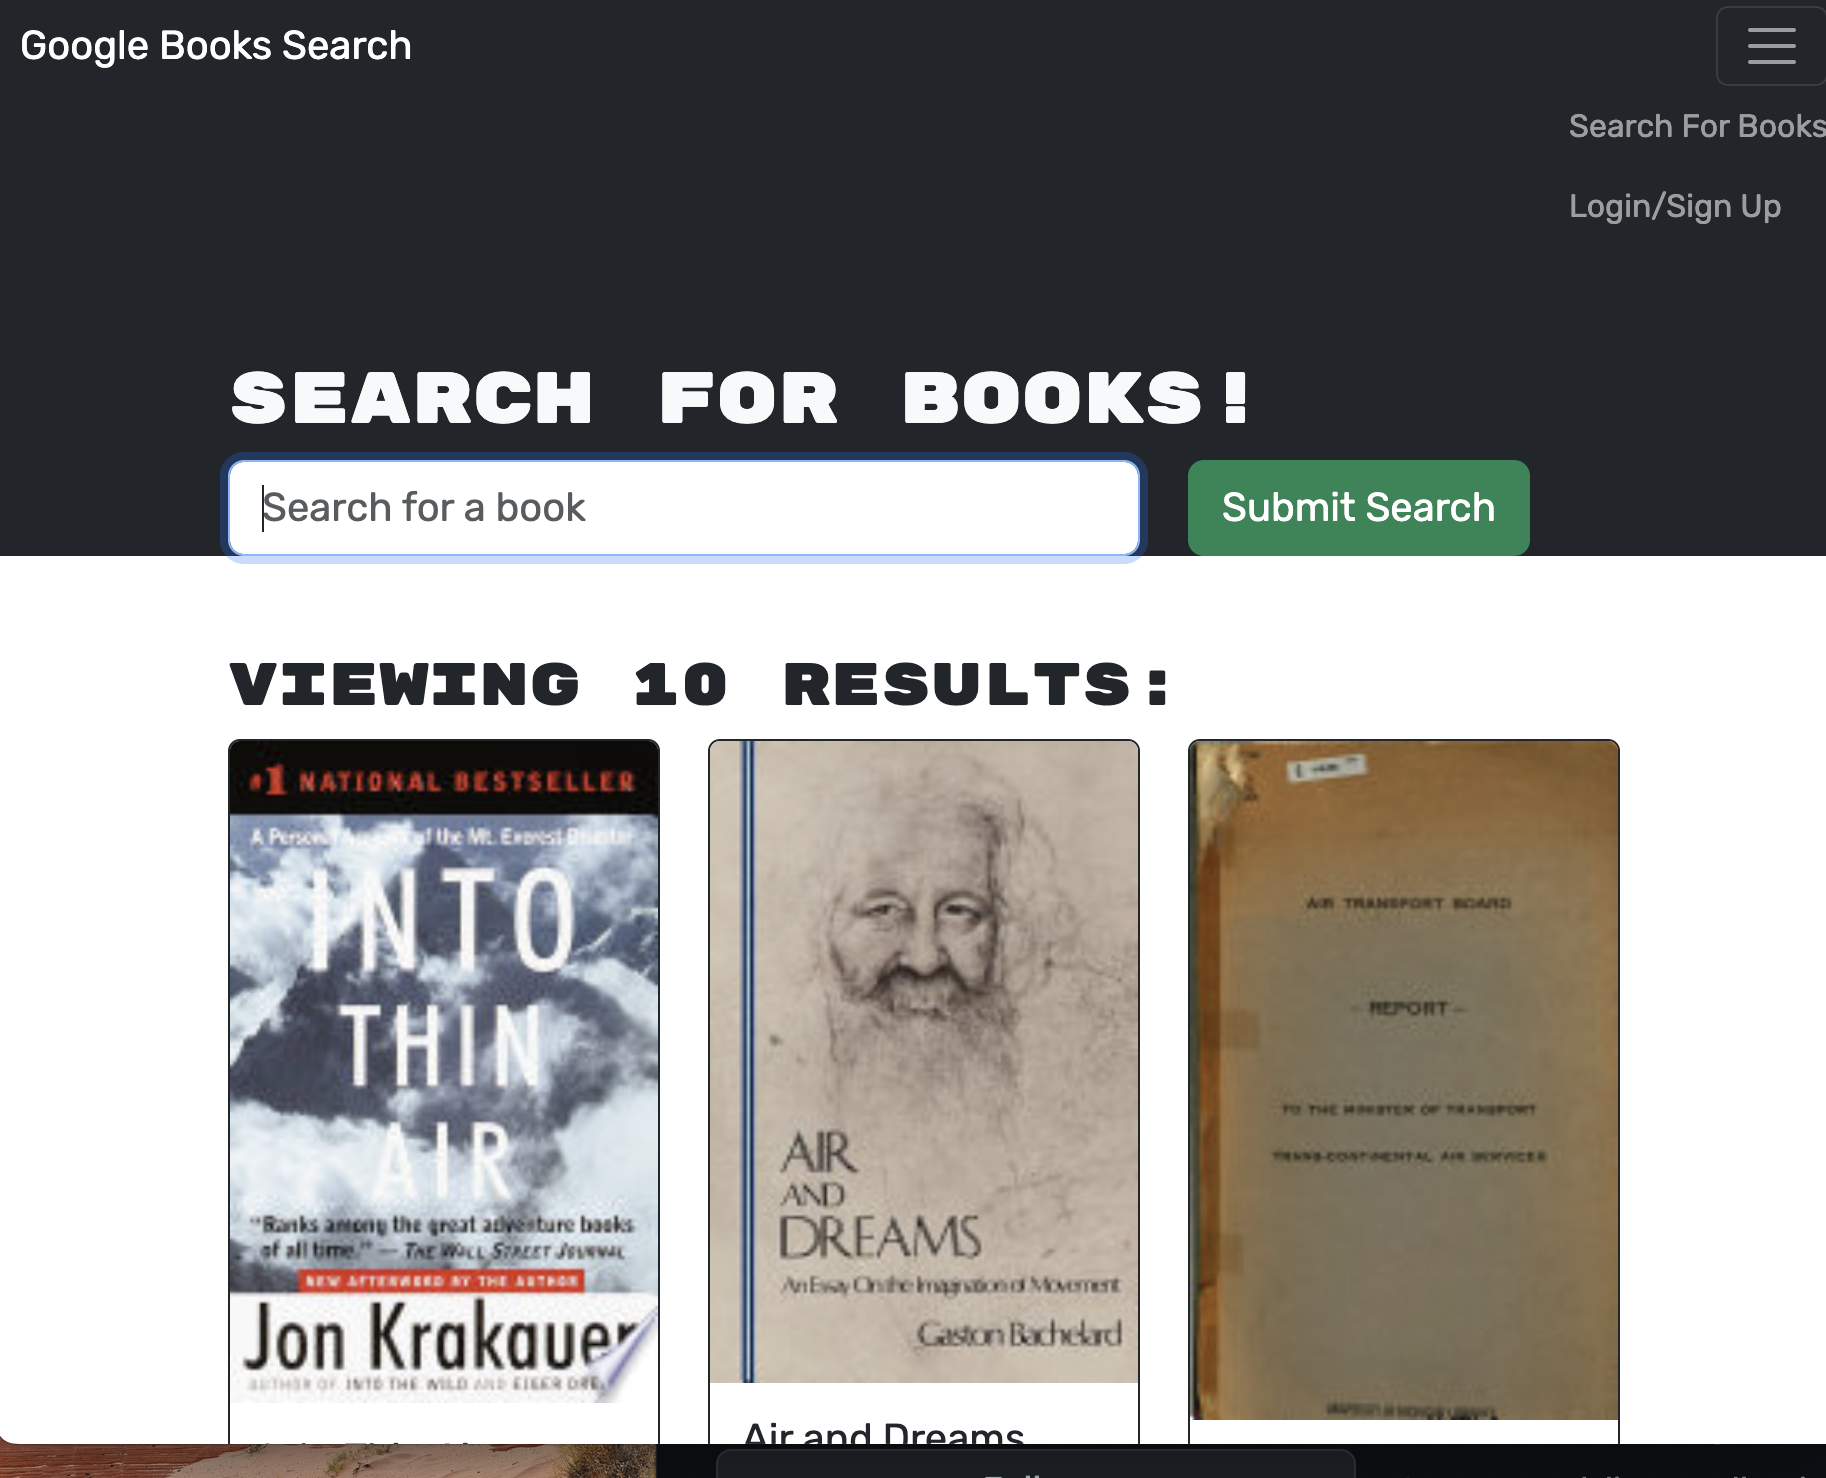 Google Books Search
Search For Books
Login/Sign Up
SEARCH FOR BOOKS!
Search for a book
Submit Search
VIEWING 10 RESULTS:
#1 NATIONAL BESTSELLER
A Personal Account of the Mt. Everest Disaster
INTO
THIN
AIR
"Ranks among the great adventure books
of all time." — THE WALL STREET JOURNAL
NEW AFTERWORD BY THE AUTHOR
Jon Krakauer
AUTHOR OF INTO THE WILD AND EIGER
AIR
AND
DREAMS
An Essay On the Imagination of Movement
Gaston Bachelard
Air and Dreams
AIR TRANSPORT BOARD
- REPORT -
TO THE MINISTER OF TRANSPORT
TRANS-CONTINENTAL AIR SERVICES